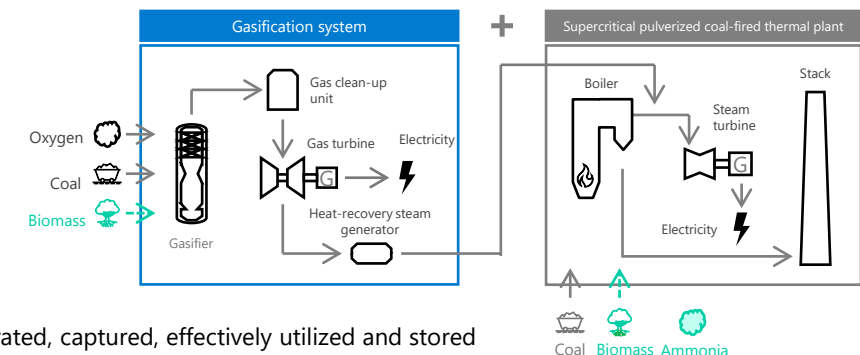 Gasification system
+
Supercritical pulverized coal-fired thermal plant
Gas clean-up
unit
Boiler
Stack
Steam
turbine
Oxygen
Gas turbine
Electricity
G
G
Coal
Biomass
Heat-recovery steam
generator
Gasifier
Electricity
rated, captured, effectively utilized and stored
Coal
Biomass
Ammonia